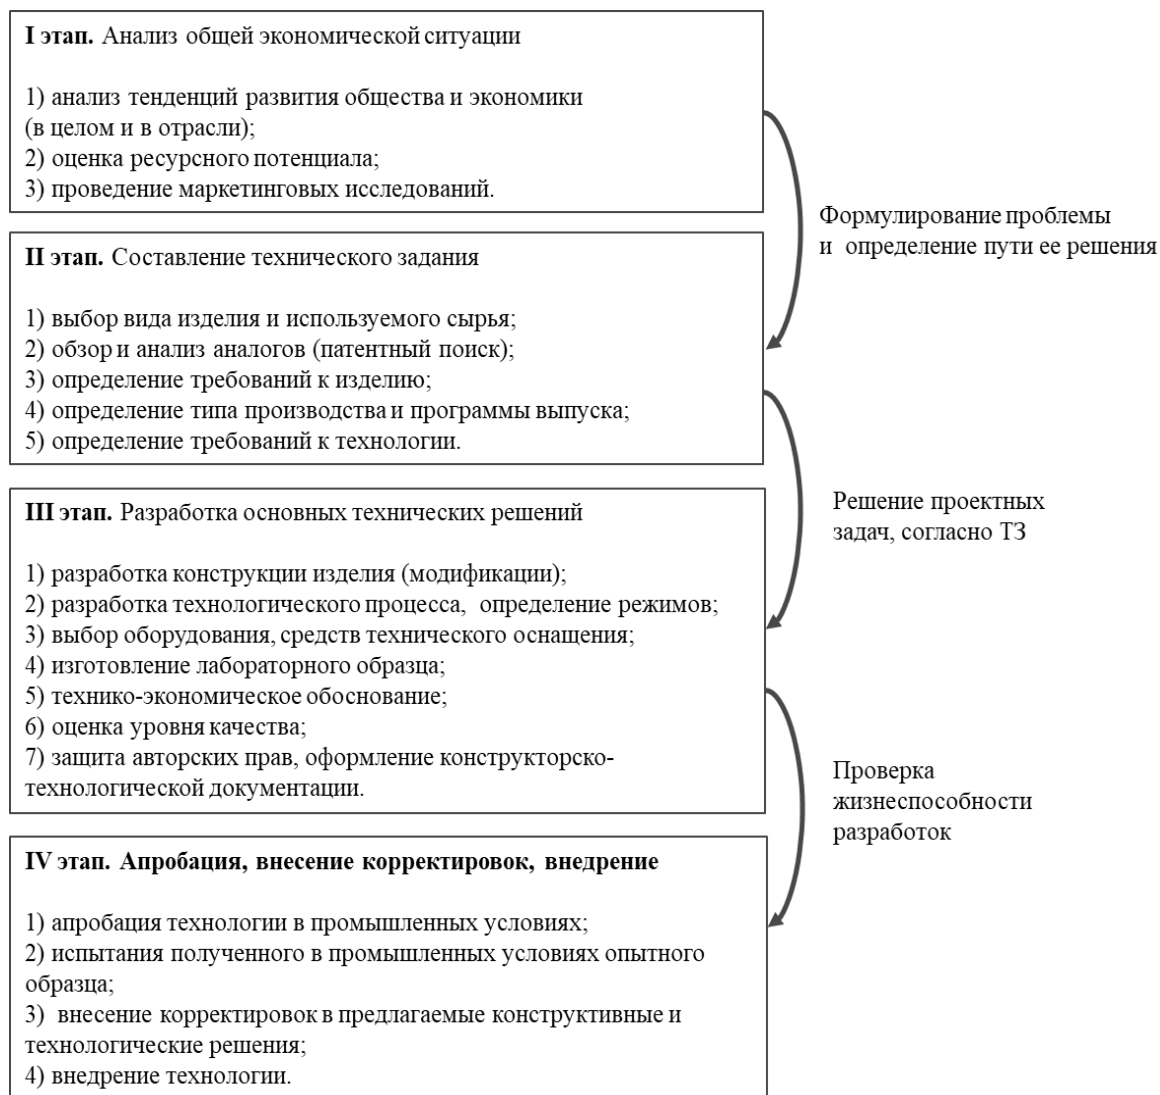 I этап. Анализ общей экономической ситуации
1) анализ тенденций развития общества и экономики
(в целом и в отрасли);
2) оценка ресурсного потенциала;
3) проведение маркетинговых исследований.
Формулирование проблемы
и определение пути ее решения
II этап. Составление технического задания
1) выбор вида изделия и используемого сырья;
2) обзор и анализ аналогов (патентный поиск);
3) определение требований к изделию;
4) определение типа производства и программы выпуска;
5) определение требований к технологии.
Решение проектных
задач, согласно ТЗ
III этап. Разработка основных технических решений
1) разработка конструкции изделия (модификации);
2) разработка технологического процесса, определение режимов;
3) выбор оборудования, средств технического оснащения;
4) изготовление лабораторного образца;
5) технико-экономическое обоснование;
6) оценка уровня качества;
7) защита авторских прав, оформление конструкторско-
технологической документации.
Проверка
жизнеспособности
разработок
IV этап. Апробация, внесение корректировок, внедрение
1) апробация технологии в промышленных условиях;
2) испытания полученного в промышленных условиях опытного
образца;
3) внесение корректировок в предлагаемые конструктивные и
технологические решения;
4) внедрение технологии.